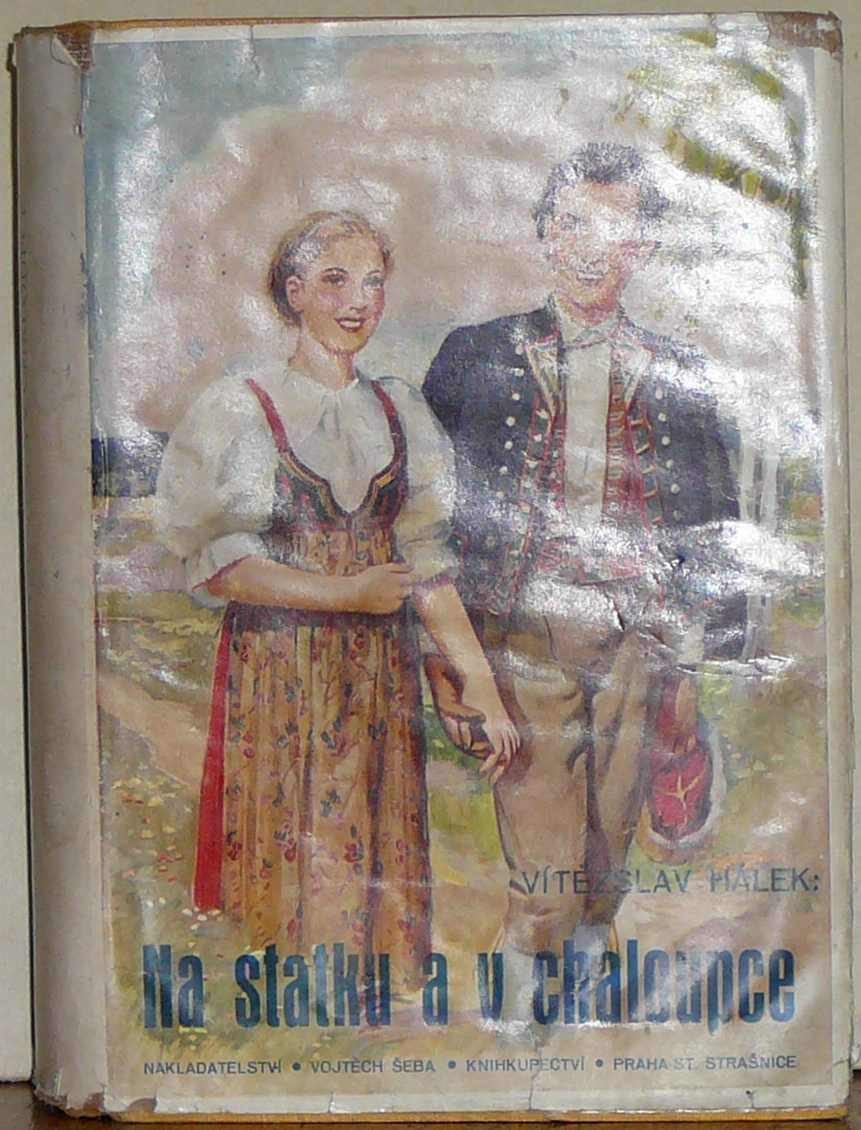 VÍTĚZSLAV HÁLEK:
Na statku a v chaloupce
NAKLADATELSTVÍ • VOJTĚCH ŠEBA • KNIHKUPECTVÍ • PRAHA-ST. STRAŠNICE